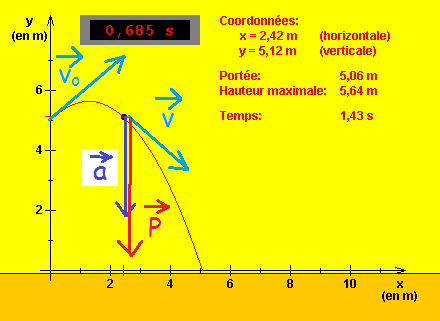 y
(en m)
0,685 s
Coordonnées:
x = 2,42 m (horizontale)
y = 5,12 m (verticale)
Portée: 5,06 m
Hauteur maximale: 5,64 m
Temps: 1,43 s
v₀
v
a
P
6
4
2
2 4 6 8 10 x
(en m)